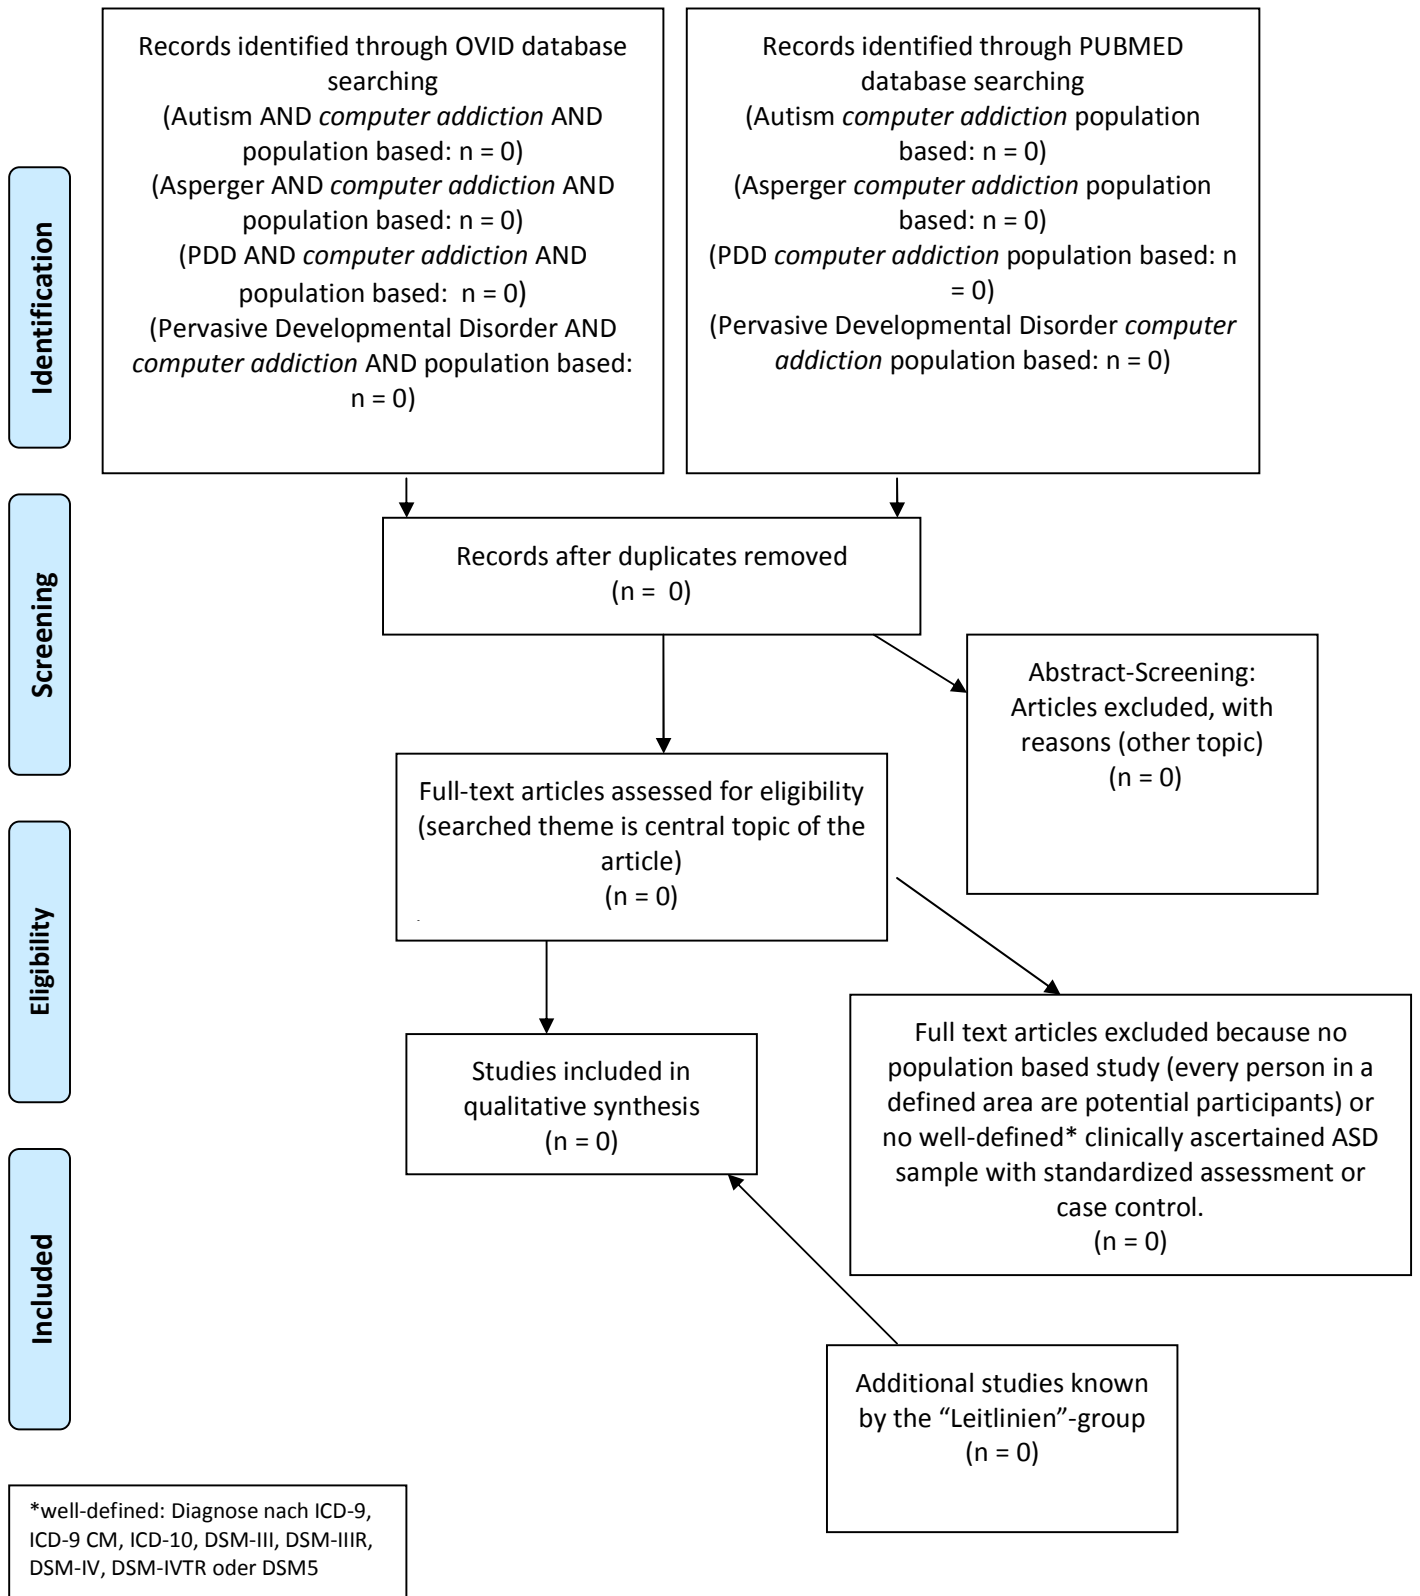 Records identified through OVID database
searching
(Autism AND computer addiction AND
population based: n = 0)
(Asperger AND computer addiction AND
population based: n = 0)
(PDD AND computer addiction AND
population based:  n = 0)
(Pervasive Developmental Disorder AND
computer addiction AND population based:
n = 0)
Records identified through PUBMED
database searching
(Autism computer addiction population
based: n = 0)
(Asperger computer addiction population
based: n = 0)
(PDD computer addiction population based: n
= 0)
(Pervasive Developmental Disorder computer
addiction population based: n = 0)
Identification
Records after duplicates removed
(n =  0)
Screening
Abstract-Screening:
Articles excluded, with
reasons (other topic)
(n = 0)
Full-text articles assessed for eligibility
(searched theme is central topic of the
article)
(n = 0)
.
Eligibility
Full text articles excluded because no
population based study (every person in a
defined area are potential participants) or
no well-defined* clinically ascertained ASD
sample with standardized assessment or
case control.
(n = 0)
Studies included in
qualitative synthesis
(n = 0)
Included
Additional studies known
by the “Leitlinien”-group
(n = 0)
*well-defined: Diagnose nach ICD-9,
ICD-9 CM, ICD-10, DSM-III, DSM-IIIR,
DSM-IV, DSM-IVTR oder DSM5